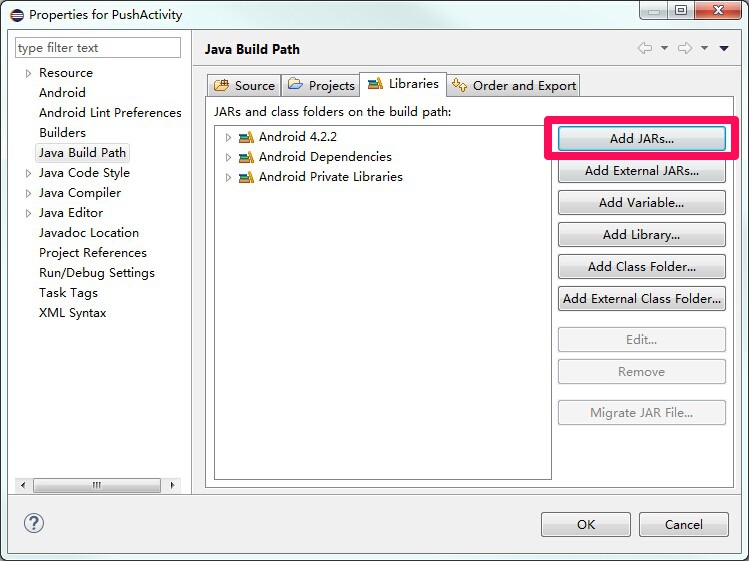 Properties for PushActivity
type filter text
Resource
Android
Android Lint Preferences
Builders
Java Build Path
Java Code Style
Java Compiler
Java Editor
Javadoc Location
Project References
Run/Debug Settings
Task Tags
XML Syntax
Java Build Path
Source
Projects
Libraries
Order and Export
JARs and class folders on the build path:
Android 4.2.2
Android Dependencies
Android Private Libraries
Add JARs...
Add External JARs...
Add Variable...
Add Library...
Add Class Folder...
Add External Class Folder...
Edit...
Remove
Migrate JAR File...
OK
Cancel